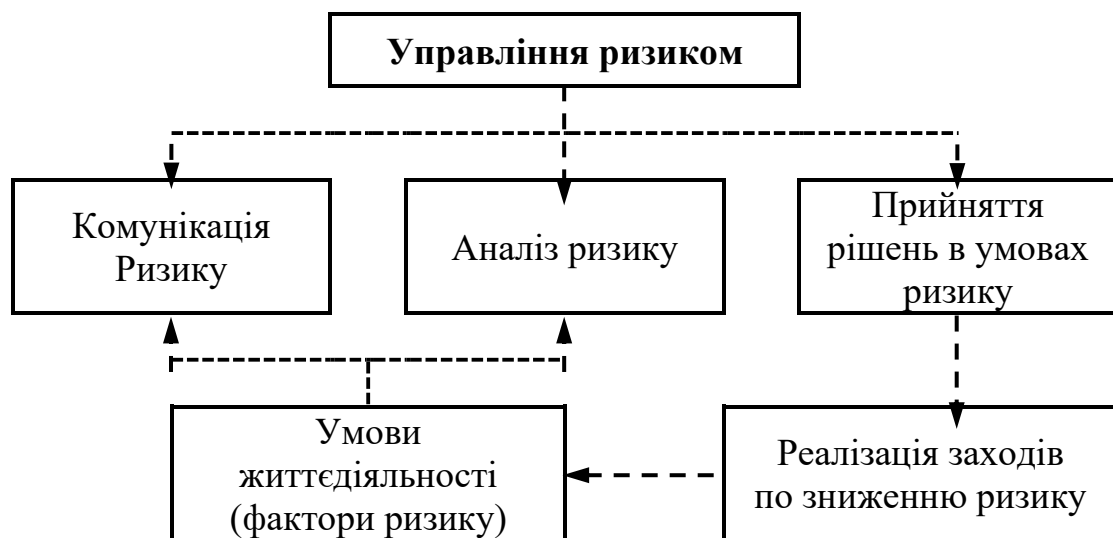 Управління ризиком
Комунікація
Ризику
Аналіз ризику
Прийняття
рішень в умовах
ризику
Умови
життєдіяльності
(фактори ризику)
Реалізація заходів
по зниженню ризику